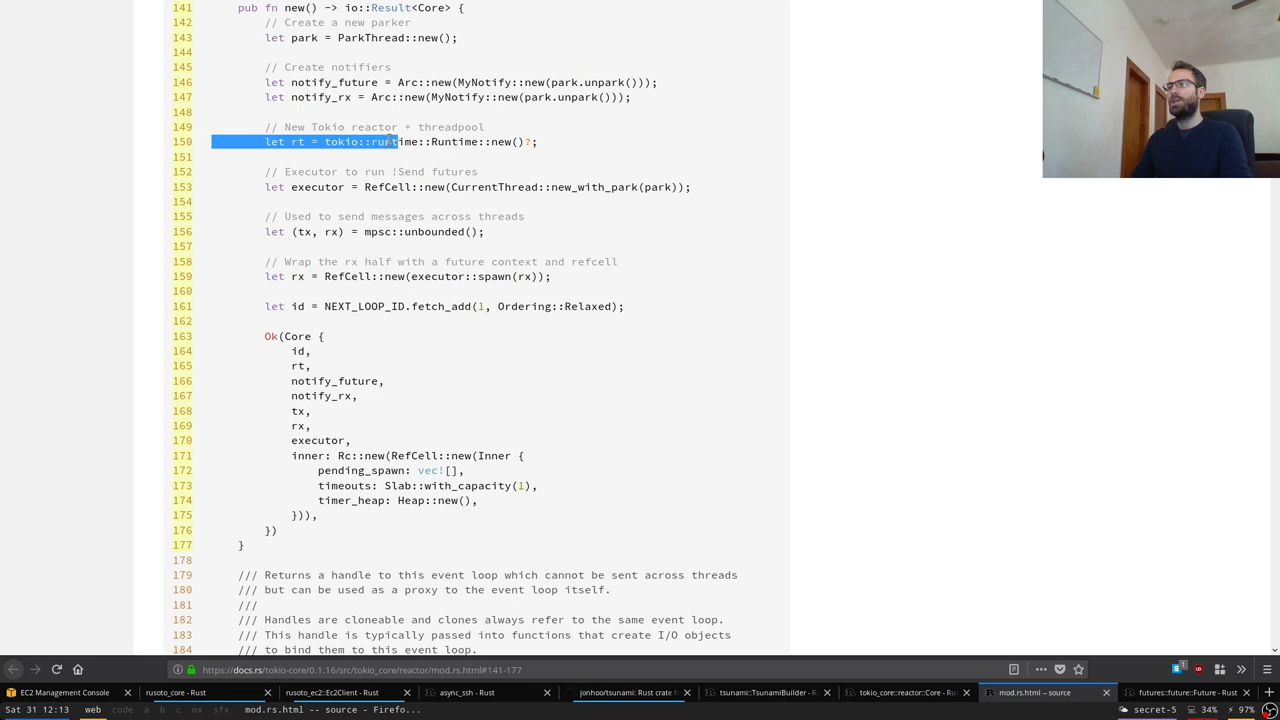 141 pub fn new() -> io::Result<Core> {
142 // Create a new parker
143 let park = ParkThread::new();
144
145 // Create notifiers
146 let notify_future = Arc::new(MyNotify::new(park.unpark()));
147 let notify_rx = Arc::new(MyNotify::new(park.unpark()));
148
149 // New Tokio reactor + threadpool
150 let rt = tokio::runtime::Runtime::new()?;
151
152 // Executor to run !Send futures
153 let executor = RefCell::new(CurrentThread::new_with_park(park));
154
155 // Used to send messages across threads
156 let (tx, rx) = mpsc::unbounded();
157
158 // Wrap the rx half with a future context and refcell
159 let rx = RefCell::new(executor::spawn(rx));
160
161 let id = NEXT_LOOP_ID.fetch_add(1, Ordering::Relaxed);
162
163 Ok(Core {
164 id,
165 rt,
166 notify_future,
167 notify_rx,
168 tx,
169 rx,
170 executor,
171 inner: Rc::new(RefCell::new(Inner {
172 pending_spawn: vec![],
173 timeouts: Slab::with_capacity(1),
174 timer_heap: Heap::new(),
175 })),
176 })
177 }
178
179 /// Returns a handle to this event loop which cannot be sent across threads
180 /// but can be used as a proxy to the event loop itself.
181 ///
182 /// Handles are cloneable and clones always refer to the same event loop.
183 /// This handle is typically passed into functions that create I/O objects
184 /// to bind them to this event loop.
https://docs.rs/tokio-core/0.1.16/src/tokio_core/reactor/mod.rs.html#141-177
EC2 Management Console rusoto_core - Rust rusoto_ec2::Ec2Client - Rust async_ssh - Rust jonhoo/tsunami: Rust crate f tsunami::TsunamiBuilder - R tokio_core::reactor::Core - R mod.rs.html -- source futures::future::Future - Rust
Sat 31 12:13 web code a b c mx sfx mod.rs.html -- source - Firefo... secret-5 34% 97%